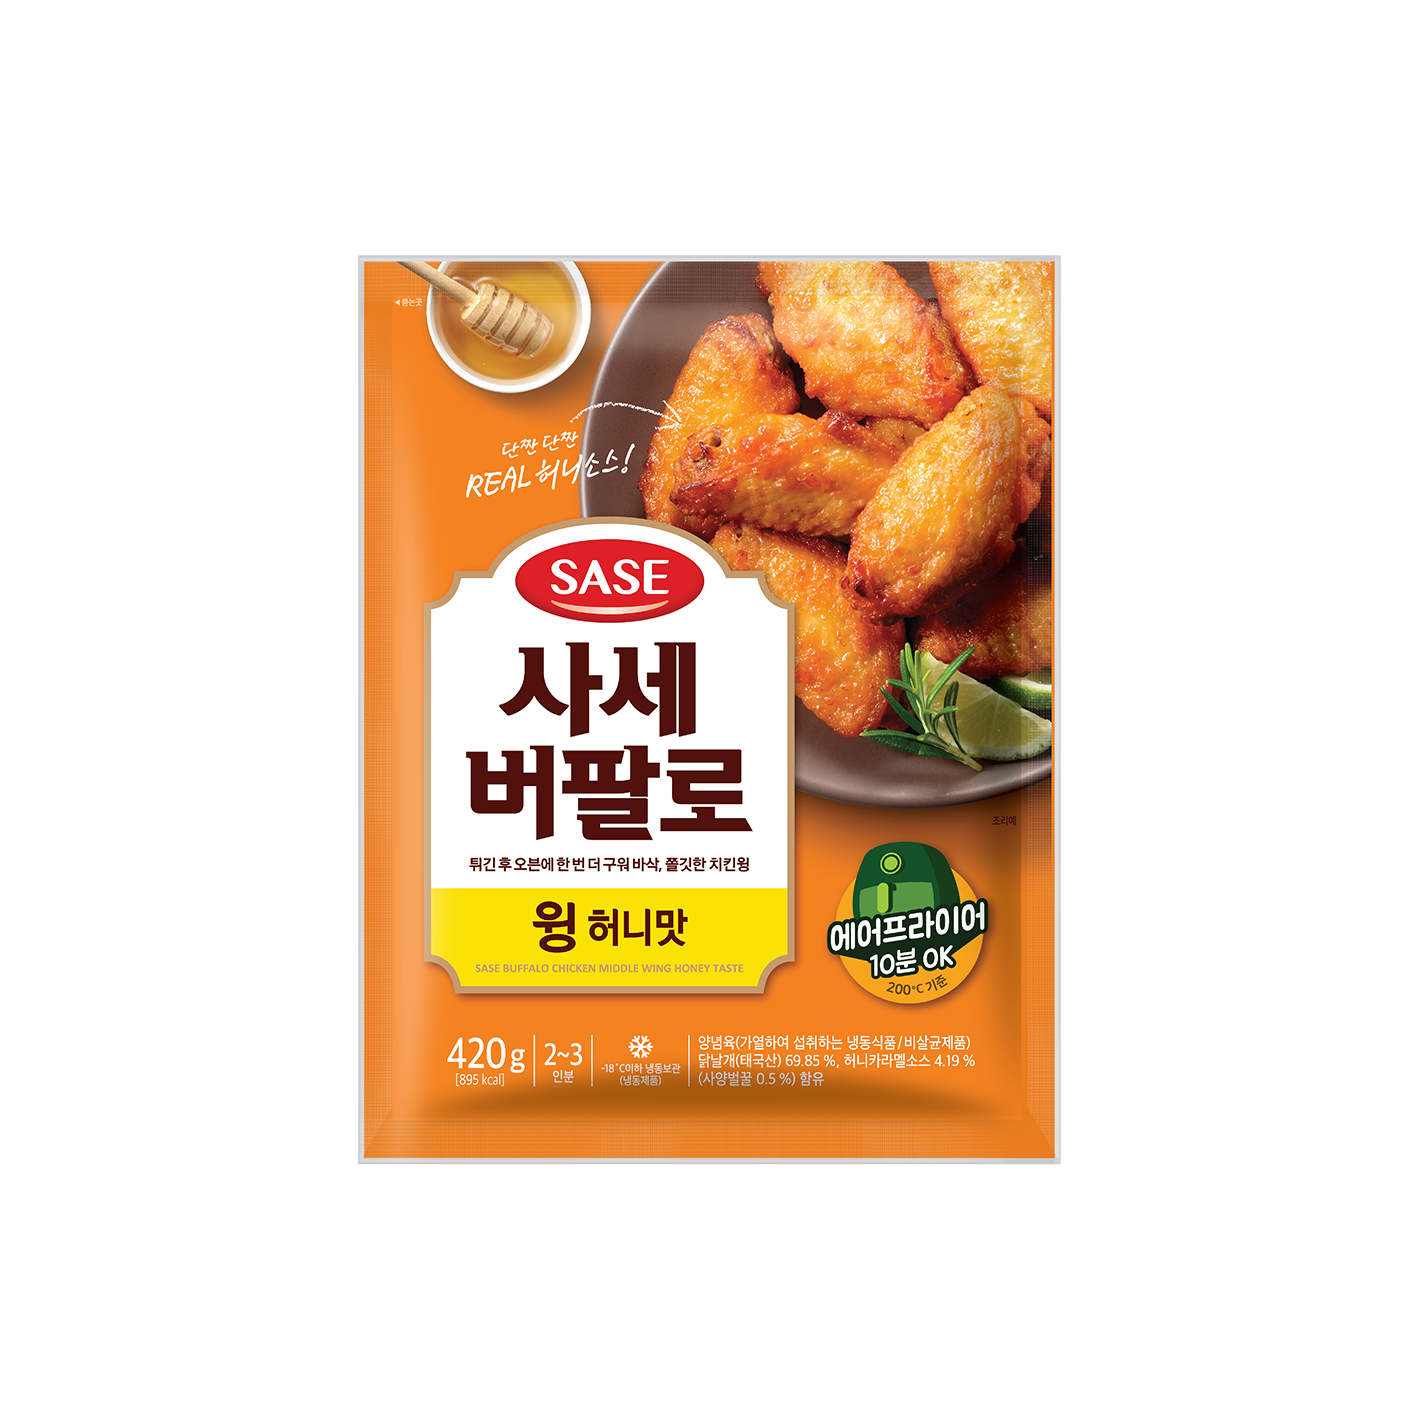 ◀뜯는곳
단짠 단짠
REAL 허니소스!
SASE
사세
버팔로
튀긴 후 오븐에 한 번 더 구워 바삭, 쫄깃한 치킨윙
윙 허니맛
SASE BUFFALO CHICKEN MIDDLE WING HONEY TASTE
조리예
에어프라이어
10분 OK
200°C 기준
420g
[895 kcal]
2~3
인분
-18°C이하 냉동보관
(냉동제품)
양념육(가열하여 섭취하는 냉동식품/비살균제품)
닭날개(태국산) 69.85 %, 허니카라멜소스 4.19 %
(사양벌꿀 0.5 %) 함유